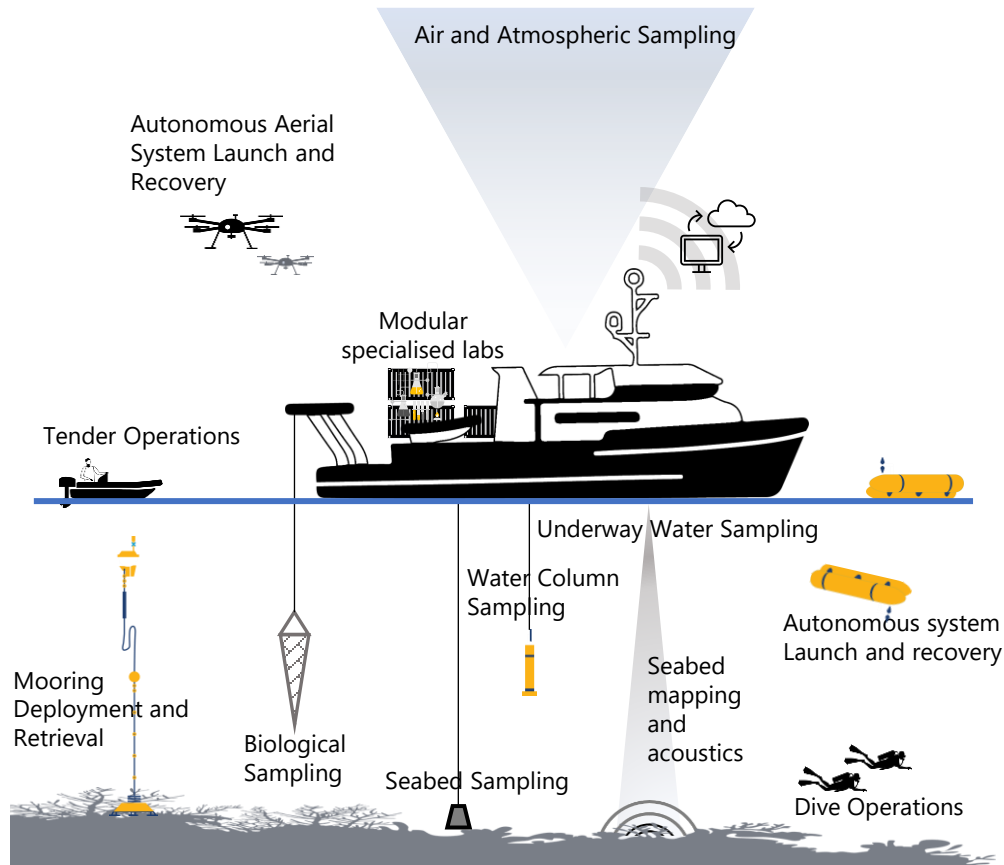 Air and Atmospheric Sampling
Autonomous Aerial
System Launch and
Recovery
Modular
specialised labs
Tender Operations
Underway Water Sampling
Water Column
Sampling
Autonomous system
Launch and recovery
Mooring
Deployment and
Retrieval
Seabed
mapping
and
acoustics
Biological
Sampling
Seabed Sampling
Dive Operations